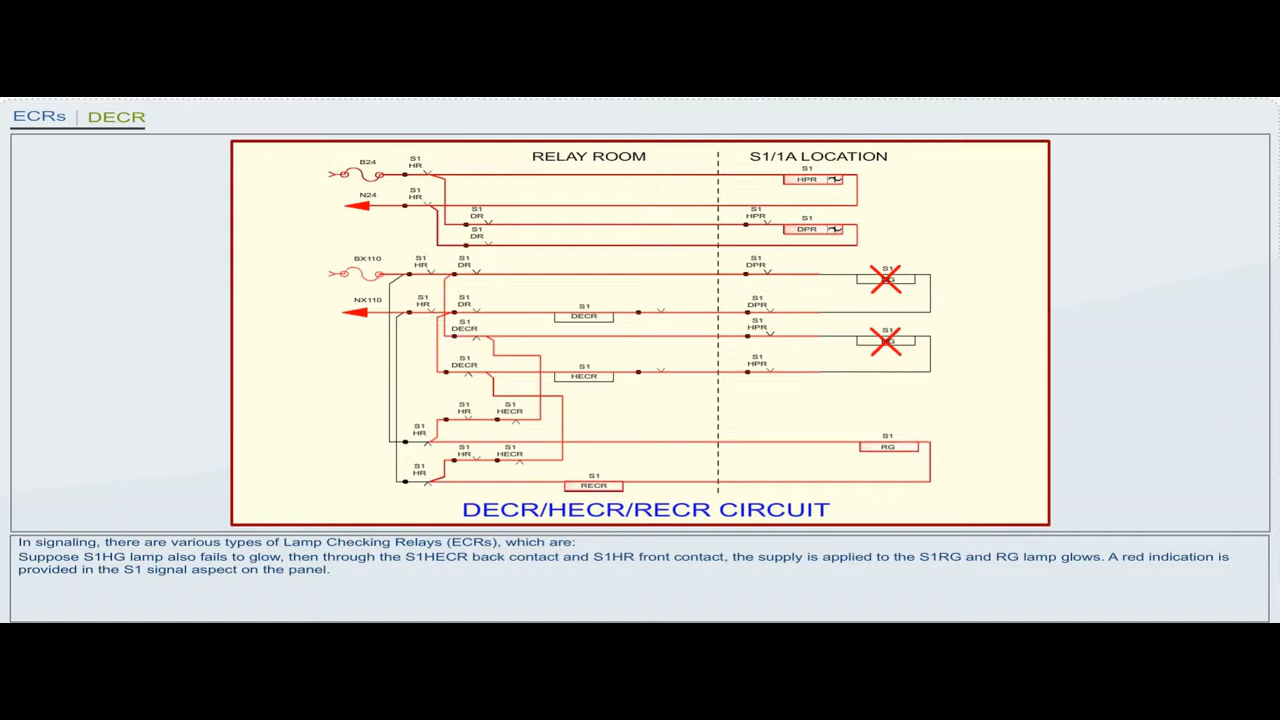 ECRs | DECR
RELAY ROOM
S1/1A LOCATION
B24
S1
HR
S1
HPR
N24
S1
HR
S1
DR
S1
HPR
S1
DPR
S1
DR
BX110
S1
HR
S1
DR
S1
DPR
S1
NX110
S1
HR
S1
DR
S1
DECR
S1
DPR
S1
DECR
S1
HPR
S1
S1
DECR
S1
HECR
S1
HPR
S1
HR
S1
HECR
S1
HR
S1
RG
S1
HR
S1
HECR
S1
HR
S1
RECR
DECR/HECR/RECR CIRCUIT
In signaling, there are various types of Lamp Checking Relays (ECRs), which are:
Suppose S1HG lamp also fails to glow, then through the S1HECR back contact and S1HR front contact, the supply is applied to the S1RG and RG lamp glows. A red indication is
provided in the S1 signal aspect on the panel.